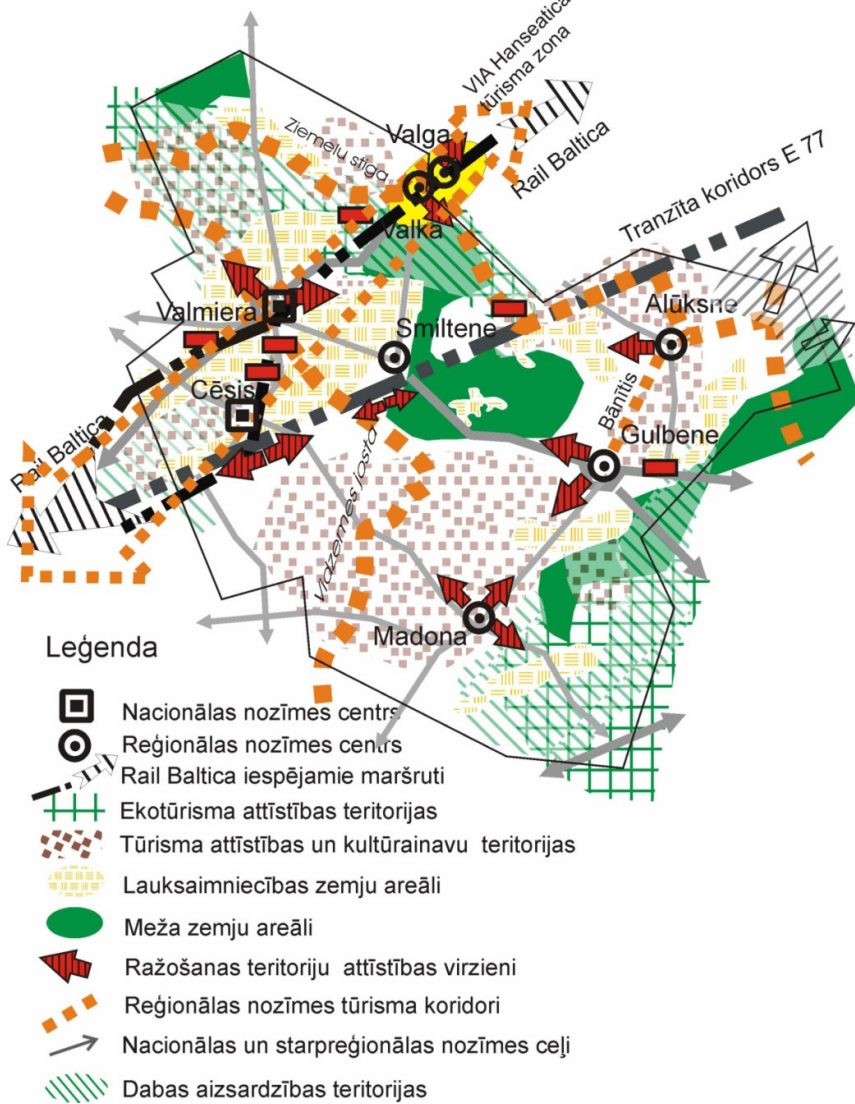 VIA Hanseatica
tūrisma zona
Valga
Ziemeļu stīga
Rail Baltica
Tranzīta koridors E 77
Valka
Valmiera
Smiltene
Alūksne
Cēsis
Bānītis
Rail Baltica
Gulbene
Vidzemes josta
Madona
Leģenda
Nacionālas nozīmes centrs
Reģionālas nozīmes centrs
Rail Baltica iespējamie maršruti
Ekotūrisma attīstības teritorijas
Tūrisma attīstības un kultūrainavu teritorijas
Lauksaimniecības zemju areāli
Meža zemju areāli
Ražošanas teritoriju attīstības virzieni
Reģionālas nozīmes tūrisma koridori
Nacionālas un starpreģionālas nozīmes ceļi
Dabas aizsardzības teritorijas